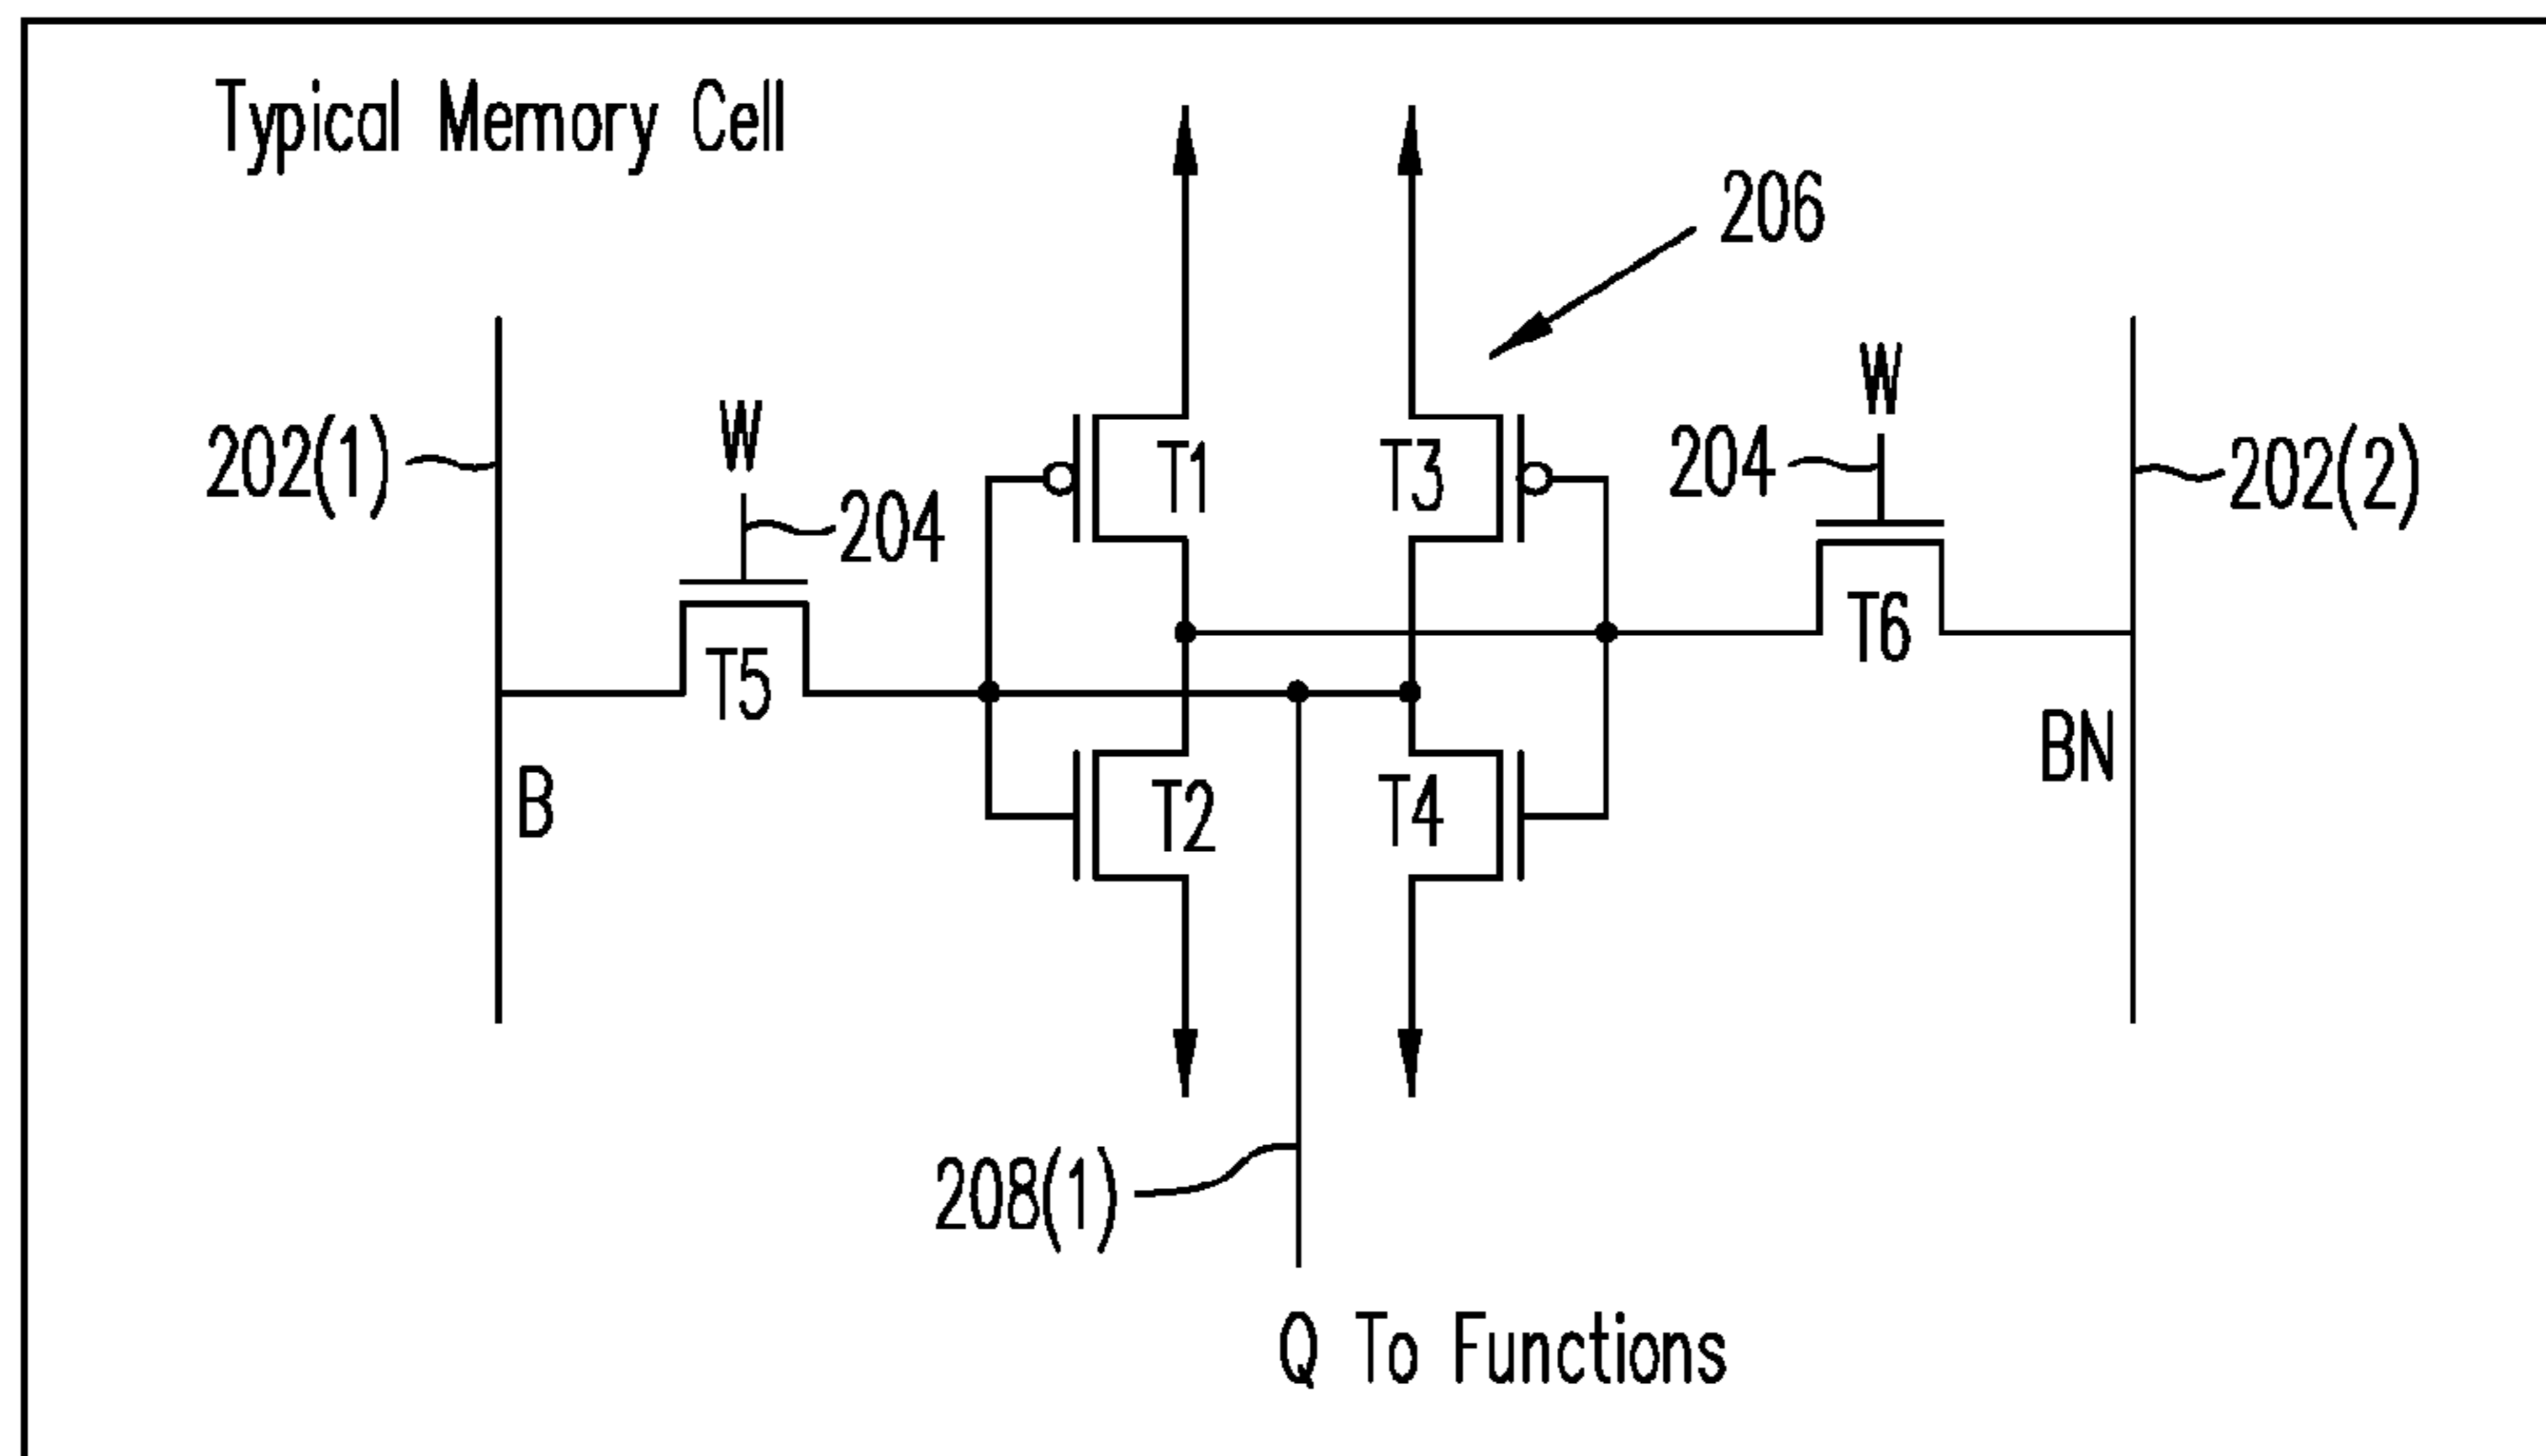 Typical Memory Cell
206
W
W
202(1)
204
T1
T3
204
202(2)
T5
T6
B
T2
T4
BN
208(1)
Q To Functions